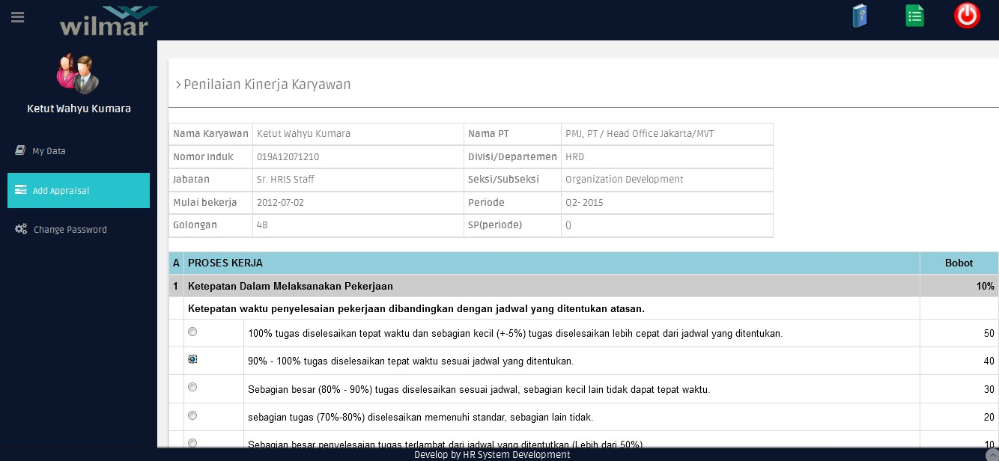 wilmar
Ketut Wahyu Kumara
My Data
Add Appraisal
Change Password
> Penilaian Kinerja Karyawan
Nama Karyawan Ketut Wahyu Kumara Nama PT PMJ, PT / Head Office Jakarta/MVT
Nomor Induk 019A12071210 Divisi/Departemen HRD
Jabatan Sr. HRIS Staff Seksi/SubSeksi Organization Development
Mulai bekerja 2012-07-02 Periode Q2- 2015
Golongan 4B SP(periode) ()
A PROSES KERJA Bobot
1 Ketepatan Dalam Melaksanakan Pekerjaan 10%
Ketepatan waktu penyelesaian pekerjaan dibandingkan dengan jadwal yang ditentukan atasan.
100% tugas diselesaikan tepat waktu dan sebagian kecil (+-5%) tugas diselesaikan lebih cepat dari jadwal yang ditentukan. 50
90% - 100% tugas diselesaikan tepat waktu sesuai jadwal yang ditentukan. 40
Sebagian besar (80% - 90%) tugas diselesaikan sesuai jadwal, sebagian kecil lain tidak dapat tepat waktu. 30
sebagian tugas (70%-80%) diselesaikan memenuhi standar, sebagian lain tidak. 20
Sebagian besar penyelesaian tugas terlambat dari jadwal yang ditentutkan (Lebih dari 50%) 10
Develop by HR System Development